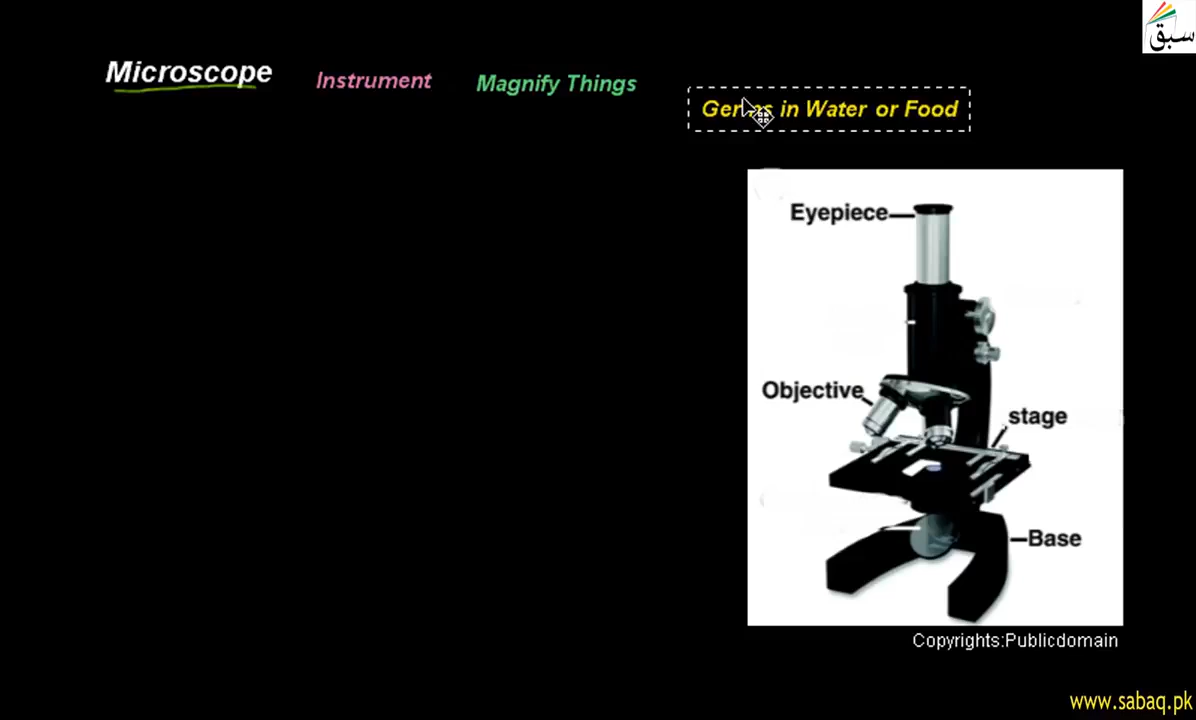 سبق
Microscope
Instrument
Magnify Things
Germs in Water or Food
Eyepiece
Objective
stage
Base
Copyrights:Publicdomain
www.sabaq.pk